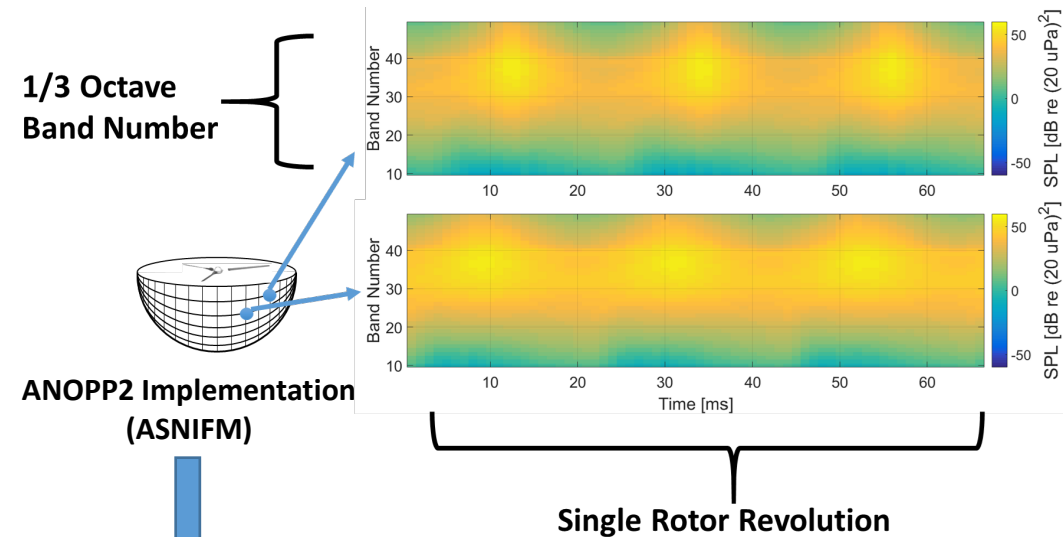 1/3 Octave
Band Number
Band Number
40
30
20
10
10 20 30 40 50 60
50
0
-50
SPL [dB re (20 uPa)²]
ANOPP2 Implementation
(ASNIFM)
Band Number
40
30
20
10
10 20 30 40 50 60
Time [ms]
50
0
-50
SPL [dB re (20 uPa)²]
Single Rotor Revolution